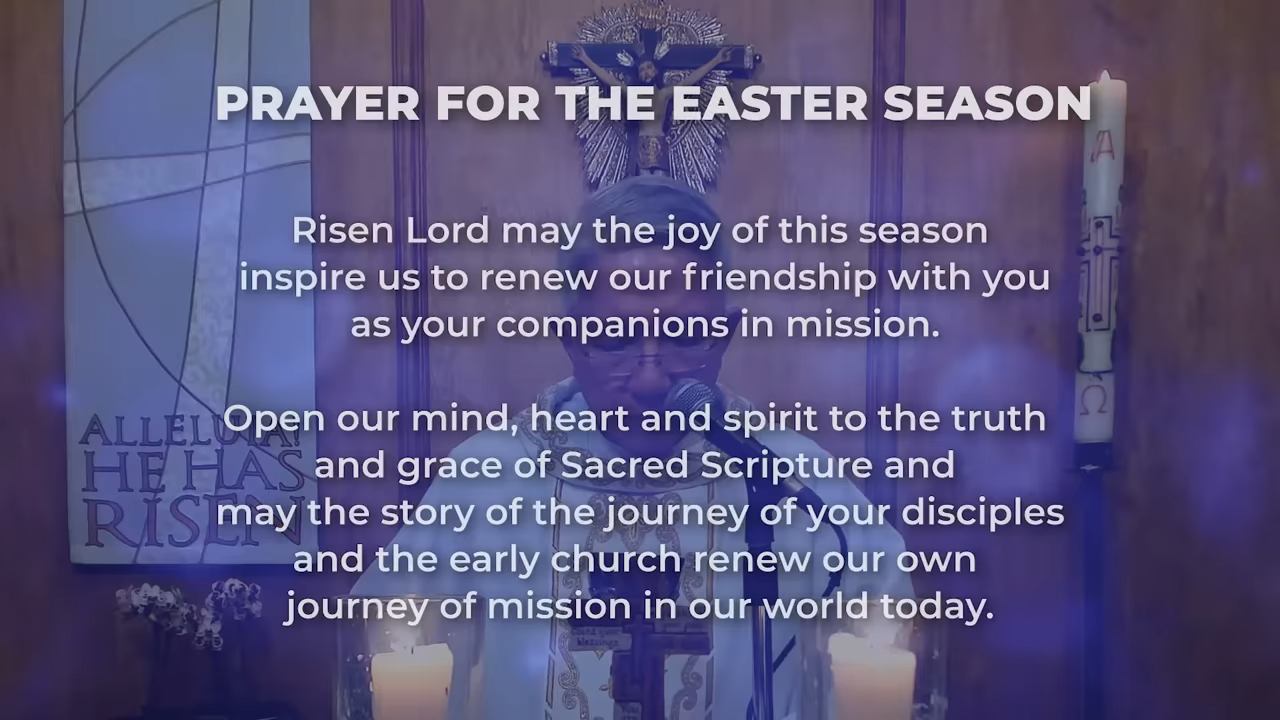 PRAYER FOR THE EASTER SEASON
Risen Lord may the joy of this season
inspire us to renew our friendship with you
as your companions in mission.
Open our mind, heart and spirit to the truth
and grace of Sacred Scripture and
may the story of the journey of your disciples
and the early church renew our own
journey of mission in our world today.
ALLELUIA!
HE HAS
RISEN
A
Ω
Count your
blessings